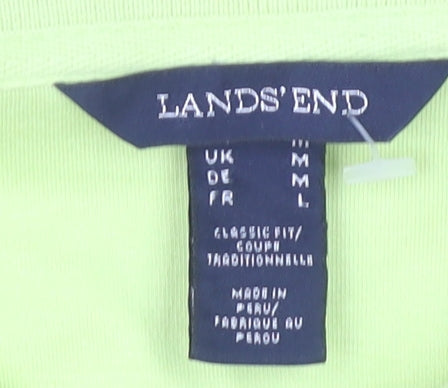 LANDS' END
M
UK M
DE M
FR L
CLASSIC FIT/
COUPE
TRADITIONNELLE
MADE IN
PERU/
FABRIQUE AU
PEROU